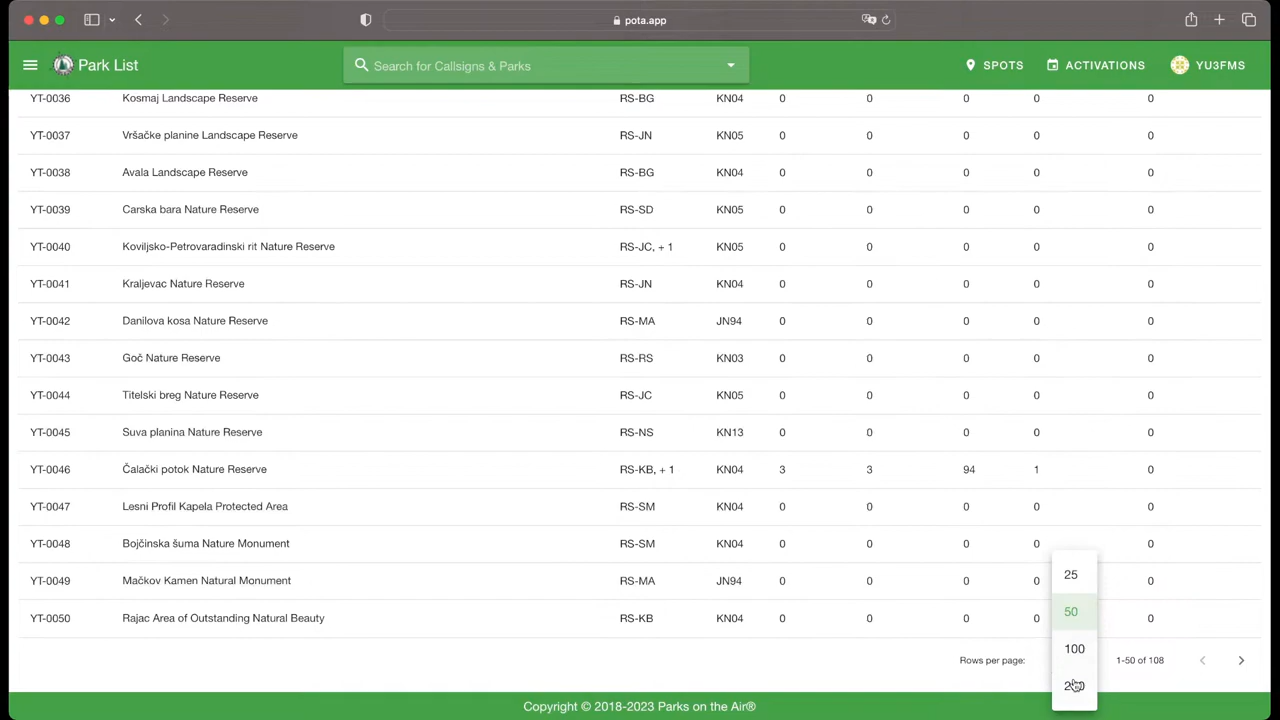 pota.app
Park List
Search for Callsigns & Parks
SPOTS
ACTIVATIONS
YU3FMS
YT-0036 Kosmaj Landscape Reserve RS-BG KN04 0 0 0 0 0
YT-0037 Vršačke planine Landscape Reserve RS-JN KN05 0 0 0 0 0
YT-0038 Avala Landscape Reserve RS-BG KN04 0 0 0 0 0
YT-0039 Carska bara Nature Reserve RS-SD KN05 0 0 0 0 0
YT-0040 Koviljsko-Petrovaradinski rit Nature Reserve RS-JC, + 1 KN05 0 0 0 0 0
YT-0041 Kraljevac Nature Reserve RS-JN KN04 0 0 0 0 0
YT-0042 Danilova kosa Nature Reserve RS-MA JN94 0 0 0 0 0
YT-0043 Goč Nature Reserve RS-RS KN03 0 0 0 0 0
YT-0044 Titelski breg Nature Reserve RS-JC KN05 0 0 0 0 0
YT-0045 Suva planina Nature Reserve RS-NS KN13 0 0 0 0 0
YT-0046 Čalački potok Nature Reserve RS-KB, + 1 KN04 3 3 94 1 0
YT-0047 Lesni Profil Kapela Protected Area RS-SM KN04 0 0 0 0 0
YT-0048 Bojčinska šuma Nature Monument RS-SM KN04 0 0 0 0 0
YT-0049 Mačkov Kamen Natural Monument RS-MA JN94 0 0 0 0 0
YT-0050 Rajac Area of Outstanding Natural Beauty RS-KB KN04 0 0 0 0 0
25
50
100
Rows per page:
1-50 of 108
Copyright © 2018-2023 Parks on the Air®